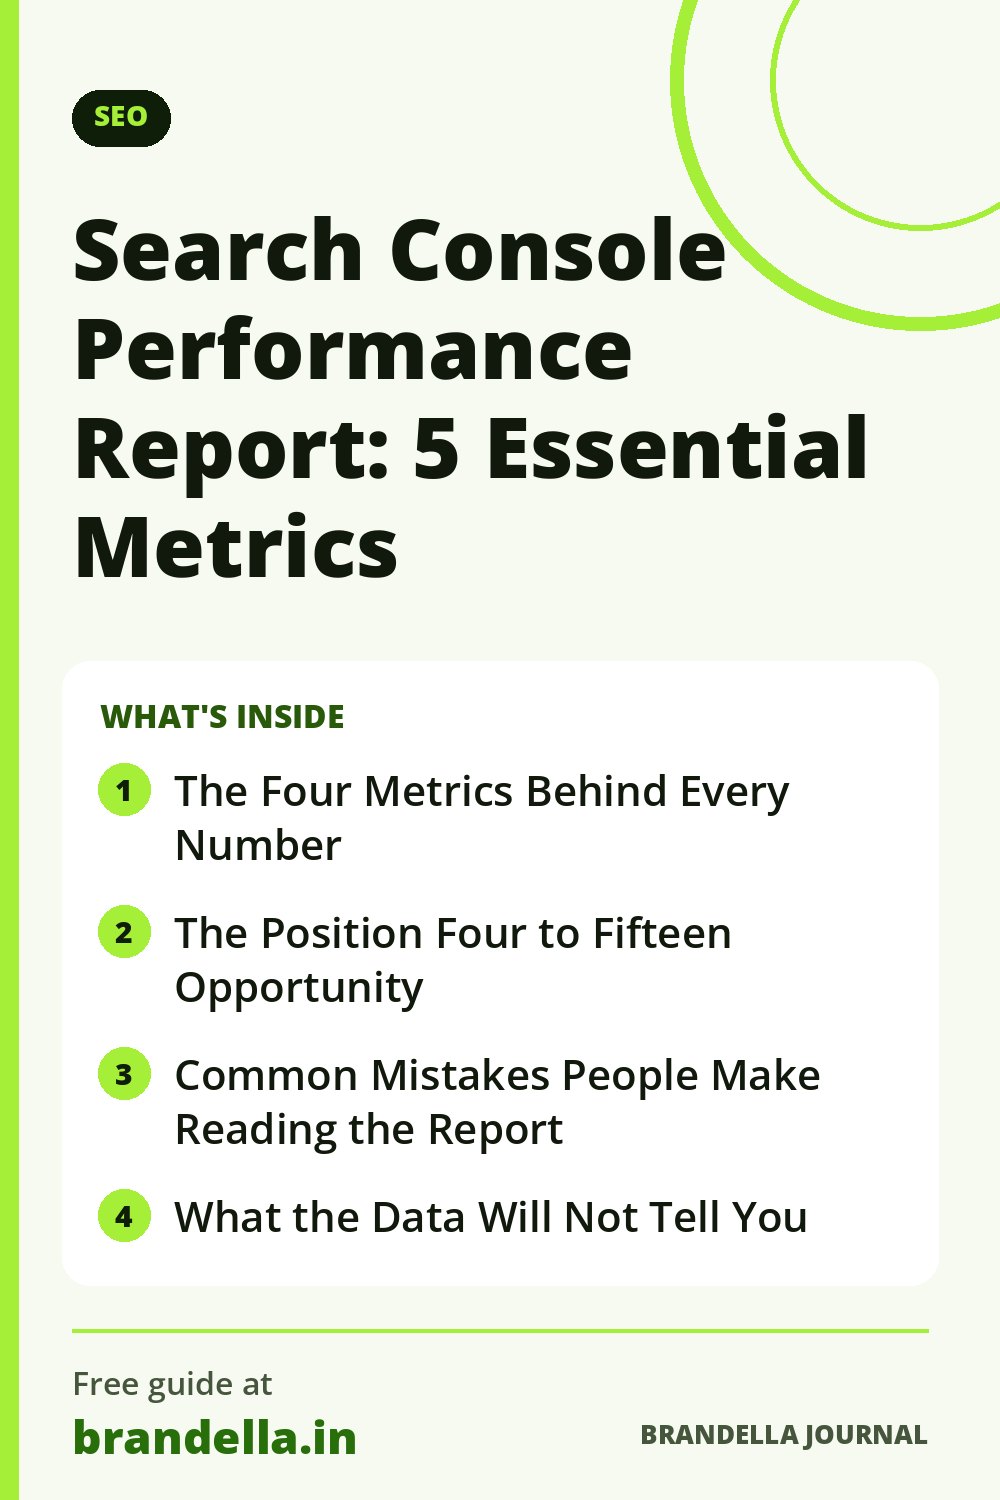 SEO
Search Console
Performance
Report: 5 Essential
Metrics
WHAT'S INSIDE
1 The Four Metrics Behind Every
Number
2 The Position Four to Fifteen
Opportunity
3 Common Mistakes People Make
Reading the Report
4 What the Data Will Not Tell You
Free guide at
brandella.in
BRANDELLA JOURNAL